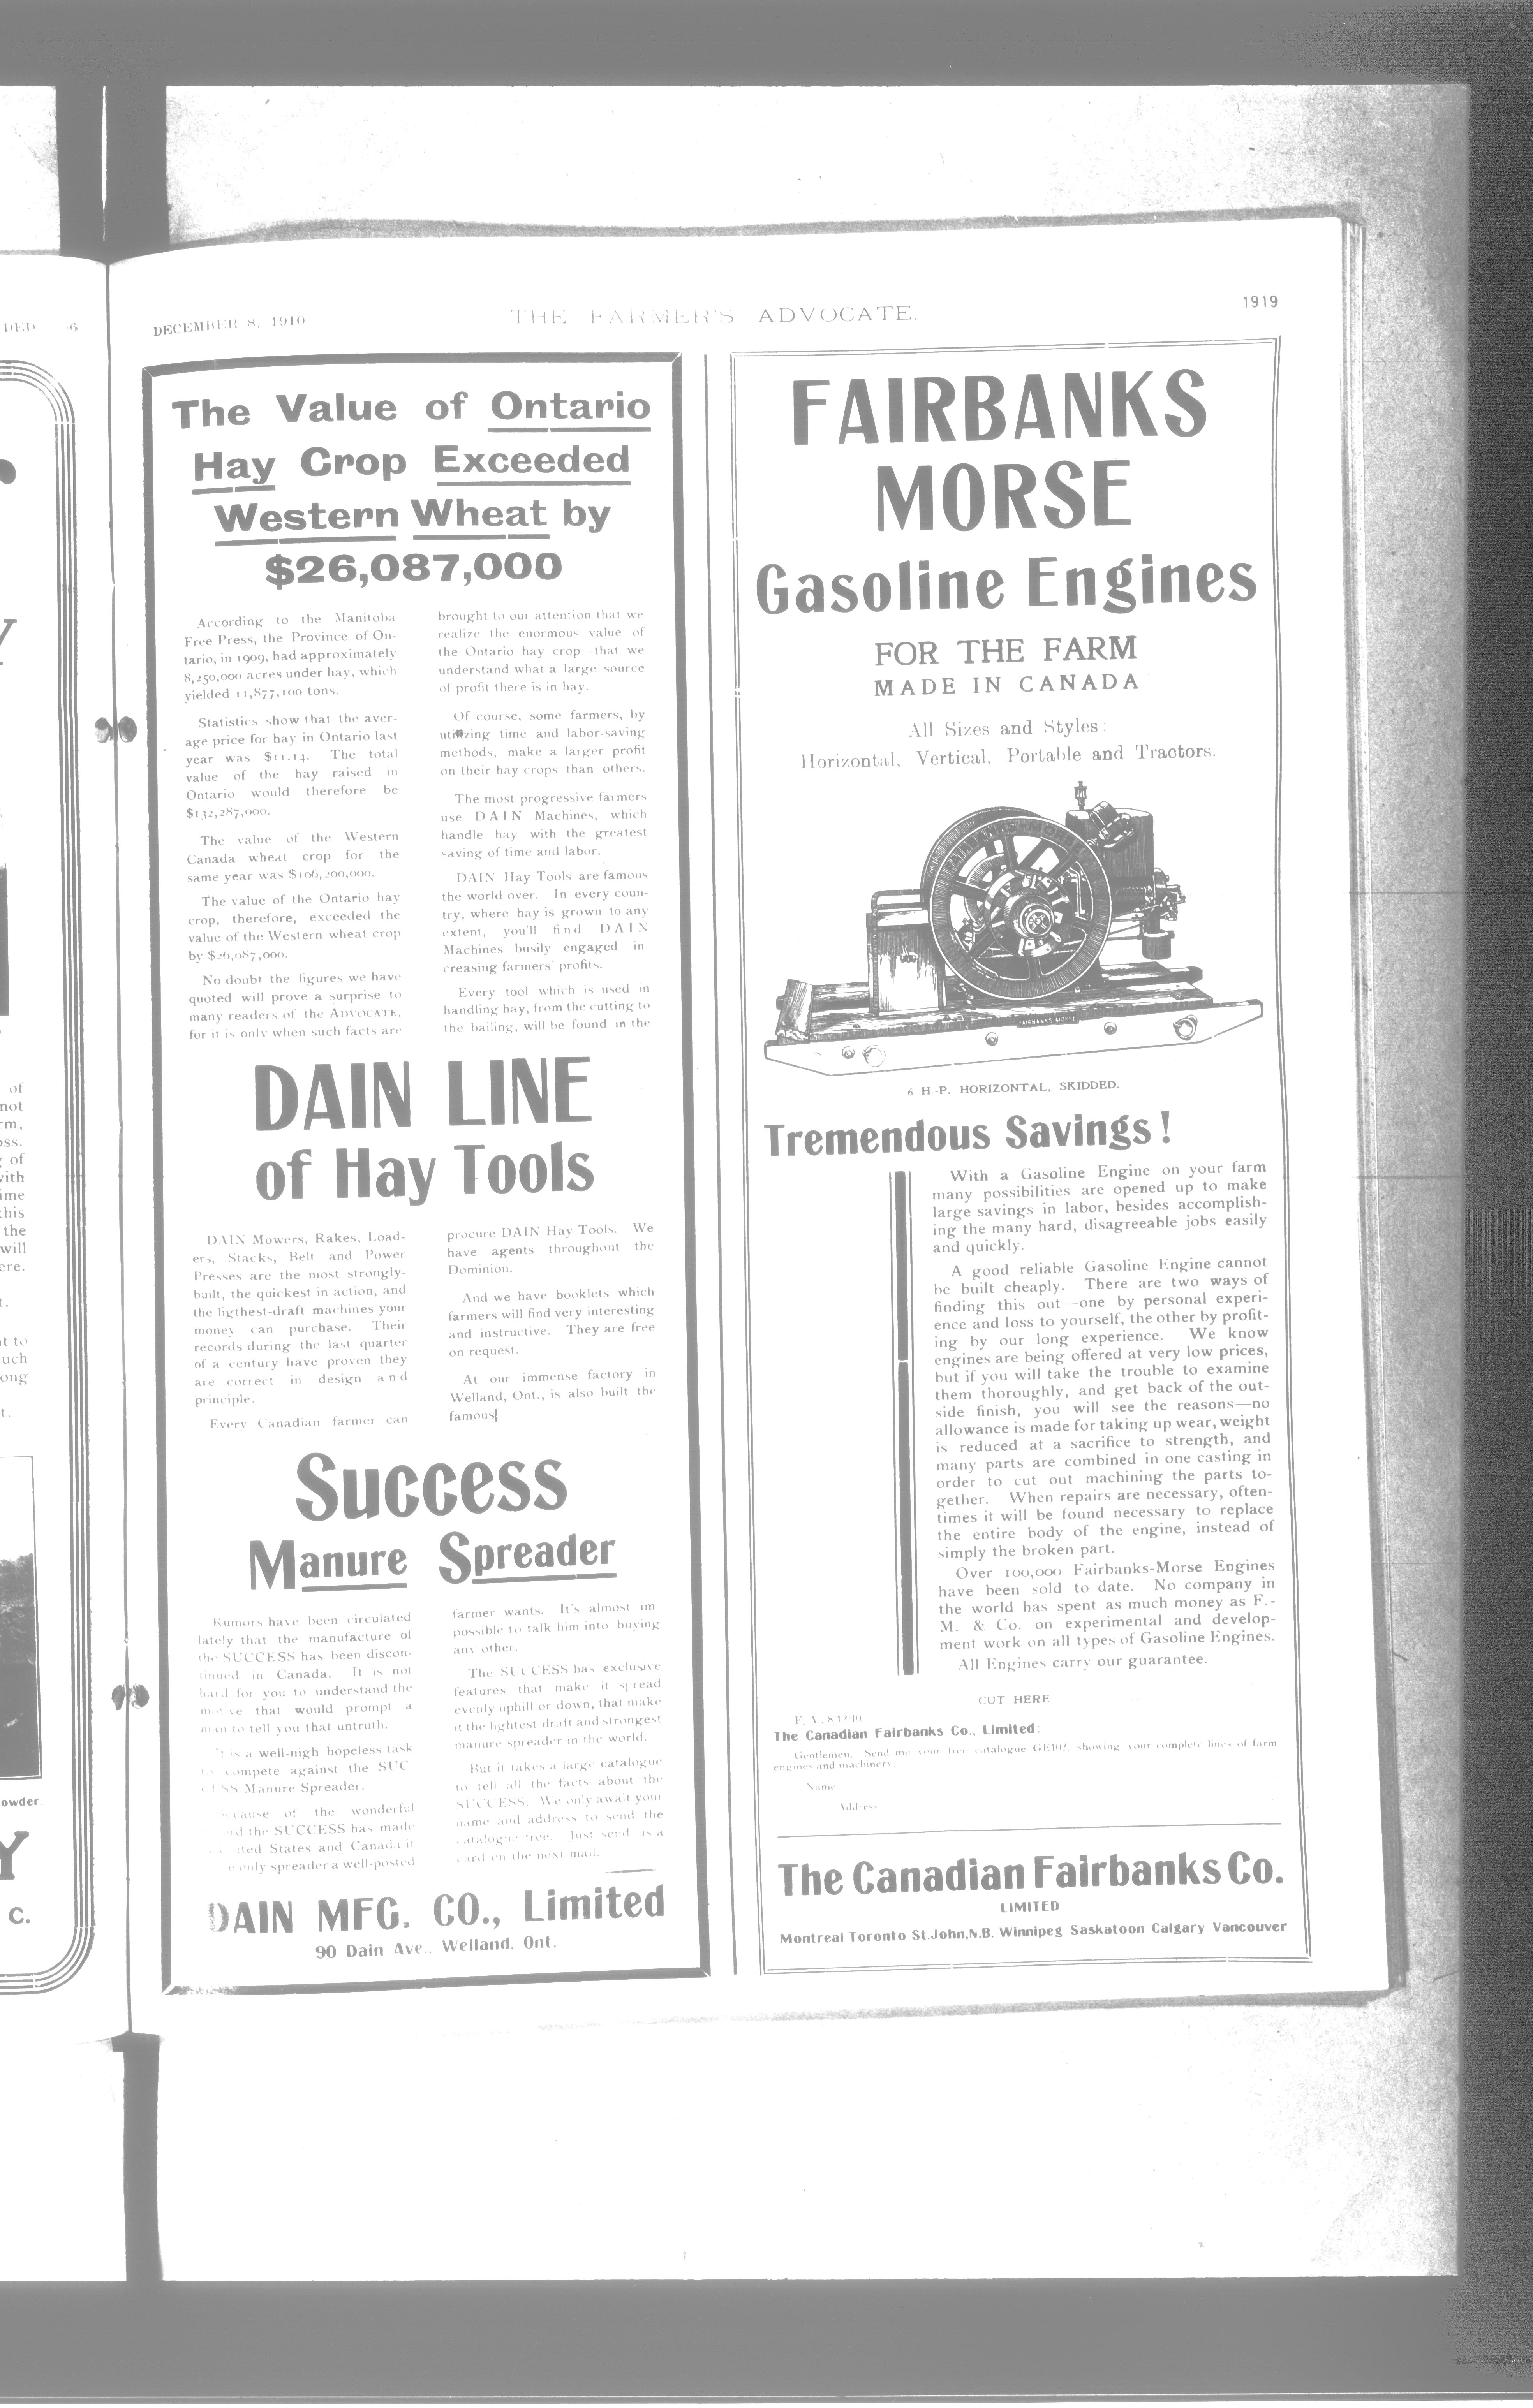 DECEMBER 8, 1910
THE FARMER'S ADVOCATE.
1919
The Value of Ontario
Hay Crop Exceeded
Western Wheat by
$26,087,000
According to the Manitoba
Free Press, the Province of On-
tario, in 1909, had approximately
8,250,000 acres under hay, which
yielded 11,877,100 tons.
Statistics show that the aver-
age price for hay in Ontario last
year was $11.14. The total
value of the hay raised in
Ontario would therefore be
$132,287,000.
The value of the Western
Canada wheat crop for the
same year was $106,200,000.
The value of the Ontario hay
crop, therefore, exceeded the
value of the Western wheat crop
by $26,087,000.
No doubt the figures we have
quoted will prove a surprise to
many readers of the ADVOCATE,
for it is only when such facts are
brought to our attention that we
realize the enormous value of
the Ontario hay crop that we
understand what a large source
of profit there is in hay.
Of course, some farmers, by
utilizing time and labor-saving
methods, make a larger profit
on their hay crops than others.
The most progressive farmers
use DAIN Machines, which
handle hay with the greatest
saving of time and labor.
DAIN Hay Tools are famous
the world over. In every coun-
try, where hay is grown to any
extent, you'll find DAIN
Machines busily engaged in-
creasing farmers' profits.
Every tool which is used in
handling hay, from the cutting to
the bailing, will be found in the
DAIN LINE
of Hay Tools
DAIN Mowers, Rakes, Load-
ers, Stacks, Belt and Power
Presses are the most strongly-
built, the quickest in action, and
the ligthest-draft machines your
money can purchase. Their
records during the last quarter
of a century have proven they
are correct in design and
principle.
Every Canadian farmer can
procure DAIN Hay Tools. We
have agents throughout the
Dominion.
And we have booklets which
farmers will find very interesting
and instructive. They are free
on request.
At our immense factory in
Welland, Ont., is also built the
famous
Success
Manure Spreader
Rumors have been circulated
lately that the manufacture of
the SUCCESS has been discon-
tinued in Canada. It is not
hard for you to understand the
motive that would prompt a
man to tell you that untruth.
It is a well-nigh hopeless task
to compete against the SUC-
CESS Manure Spreader.
Because of the wonderful
the SUCCESS has made
United States and Canada it
only spreader a well-posted
farmer wants. It's almost im-
possible to talk him into buying
any other.
The SUCCESS has exclusive
features that make it spread
evenly uphill or down, that make
it the lightest-draft and strongest
manure spreader in the world.
But it takes a large catalogue
to tell all the facts about the
SUCCESS. We only await your
name and address to send the
catalogue free. Just send us a
card on the next mail.
DAIN MFG. CO., Limited
90 Dain Ave., Welland, Ont.
FAIRBANKS
MORSE
Gasoline Engines
FOR THE FARM
MADE IN CANADA
All Sizes and Styles:
Horizontal, Vertical, Portable and Tractors.
FAIRBANKS MORSE
6 H.-P. HORIZONTAL, SKIDDED.
Tremendous Savings!
With a Gasoline Engine on your farm
many possibilities are opened up to make
large savings in labor, besides accomplish-
ing the many hard, disagreeable jobs easily
and quickly.
A good reliable Gasoline Engine cannot
be built cheaply. There are two ways of
finding this out—one by personal experi-
ence and loss to yourself, the other by profit-
ing by our long experience. We know
engines are being offered at very low prices,
but if you will take the trouble to examine
them thoroughly, and get back of the out-
side finish, you will see the reasons—no
allowance is made for taking up wear, weight
is reduced at a sacrifice to strength, and
many parts are combined in one casting in
order to cut out machining the parts to-
gether. When repairs are necessary, often-
times it will be found necessary to replace
the entire body of the engine, instead of
simply the broken part.
Over 100,000 Fairbanks-Morse Engines
have been sold to date. No company in
the world has spent as much money as F.-
M. & Co. on experimental and develop-
ment work on all types of Gasoline Engines.
All Engines carry our guarantee.
CUT HERE
The Canadian Fairbanks Co., Limited:
Gentlemen, Send me your free catalogue GE102, showing your complete lines of farm
engines and machinery.
Name
Address
The Canadian Fairbanks Co.
LIMITED
Montreal Toronto St. John, N.B. Winnipeg Saskatoon Calgary Vancouver